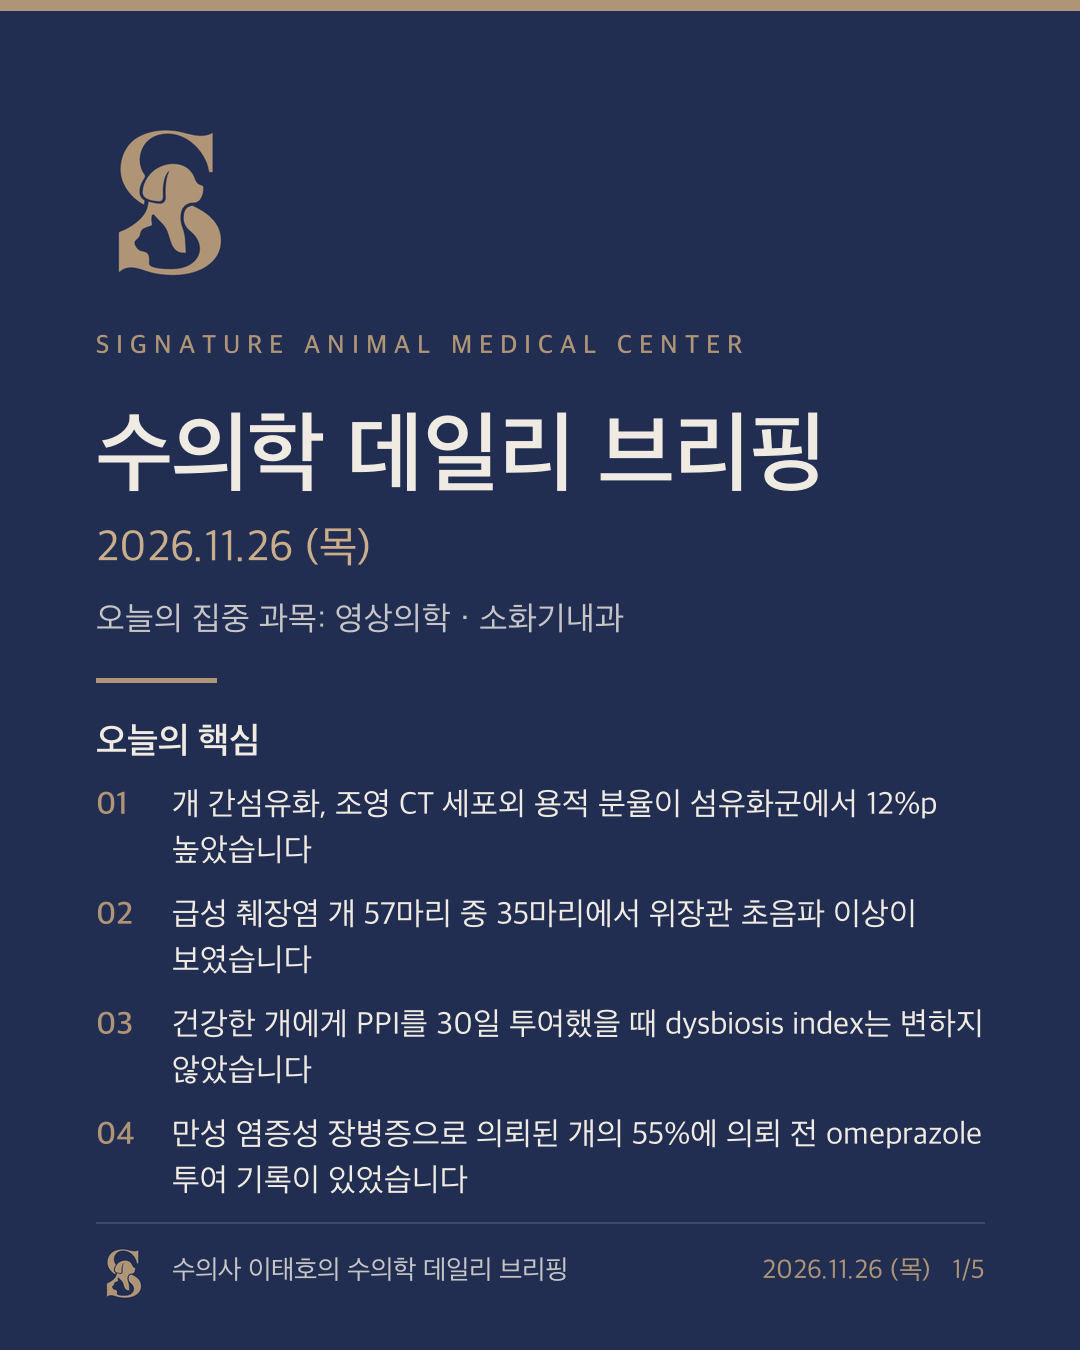 SIGNATURE ANIMAL MEDICAL CENTER
수의학 데일리 브리핑
2026.11.26 (목)
오늘의 집중 과목: 영상의학 · 소화기내과
오늘의 핵심
01 개 간섬유화, 조영 CT 세포외 용적 분율이 섬유화군에서 12%p
높았습니다
02 급성 췌장염 개 57마리 중 35마리에서 위장관 초음파 이상이
보였습니다
03 건강한 개에게 PPI를 30일 투여했을 때 dysbiosis index는 변하지
않았습니다
04 만성 염증성 장병증으로 의뢰된 개의 55%에 의뢰 전 omeprazole
투여 기록이 있었습니다
수의사 이태호의 수의학 데일리 브리핑 2026.11.26 (목) 1/5